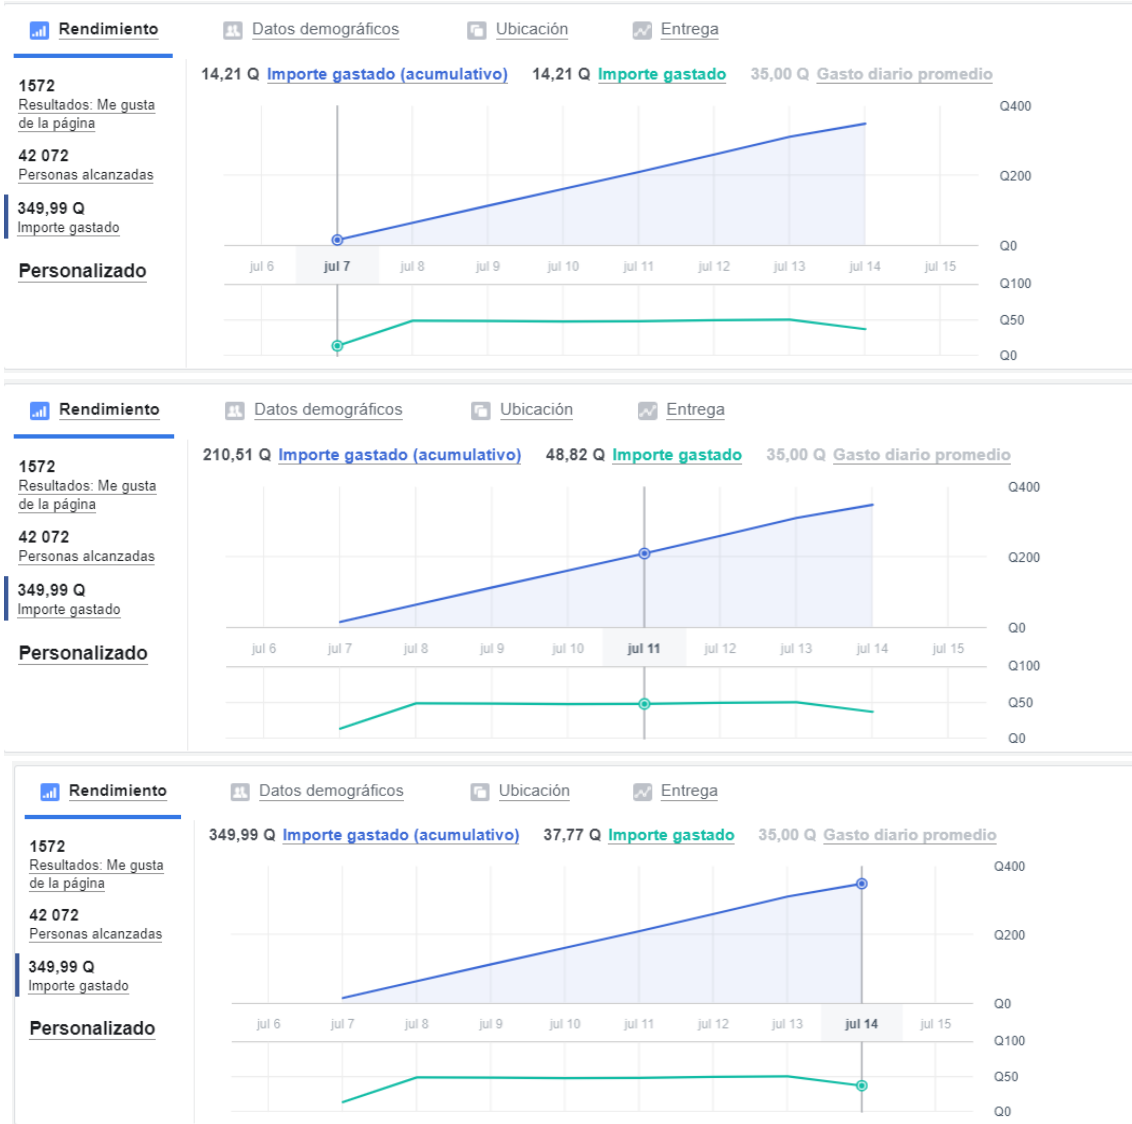 Rendimiento Datos demográficos Ubicación Entrega
14,21 Q Importe gastado (acumulativo) 14,21 Q Importe gastado 35,00 Q Gasto diario promedio
1572
Resultados: Me gusta
de la página
42 072
Personas alcanzadas
349,99 Q
Importe gastado
Personalizado
Q400
Q200
Q0
jul 6 jul 7 jul 8 jul 9 jul 10 jul 11 jul 12 jul 13 jul 14 jul 15
Q100
Q50
Q0
Rendimiento Datos demográficos Ubicación Entrega
210,51 Q Importe gastado (acumulativo) 48,82 Q Importe gastado 35,00 Q Gasto diario promedio
1572
Resultados: Me gusta
de la página
42 072
Personas alcanzadas
349,99 Q
Importe gastado
Personalizado
Q400
Q200
Q0
jul 6 jul 7 jul 8 jul 9 jul 10 jul 11 jul 12 jul 13 jul 14 jul 15
Q100
Q50
Q0
Rendimiento Datos demográficos Ubicación Entrega
349,99 Q Importe gastado (acumulativo) 37,77 Q Importe gastado 35,00 Q Gasto diario promedio
1572
Resultados: Me gusta
de la página
42 072
Personas alcanzadas
349,99 Q
Importe gastado
Personalizado
Q400
Q200
Q0
jul 6 jul 7 jul 8 jul 9 jul 10 jul 11 jul 12 jul 13 jul 14 jul 15
Q100
Q50
Q0